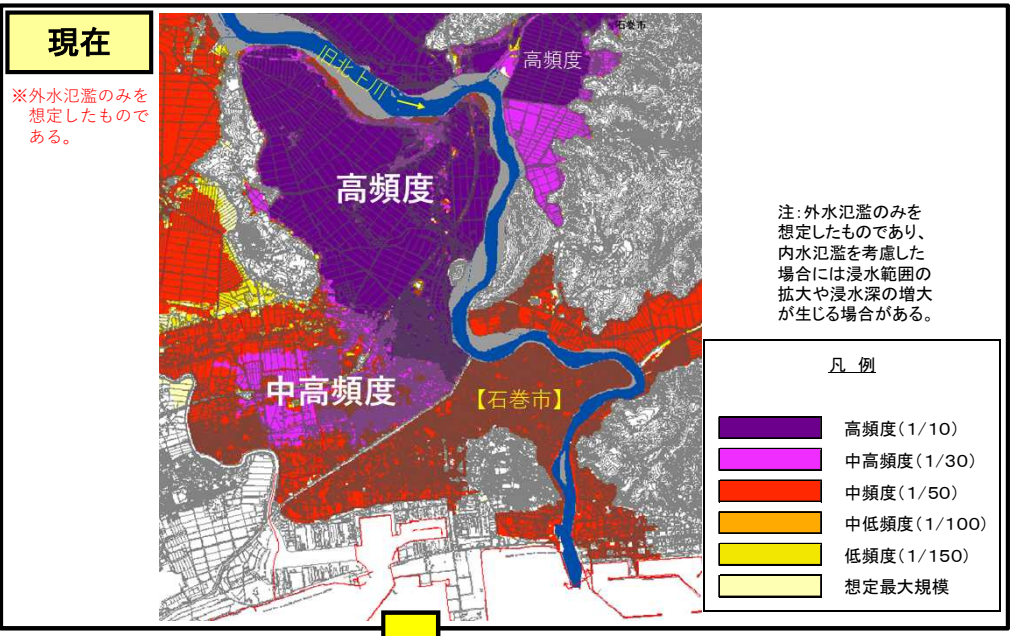 現在
※外水氾濫のみを
想定したもので
ある。
石巻市
高頻度
旧北上川
高頻度
中高頻度
【石巻市】
注:外水氾濫のみを
想定したものであり、
内水氾濫を考慮した
場合には浸水範囲の
拡大や浸水深の増大
が生じる場合がある。
凡 例
高頻度(1/10)
中高頻度(1/30)
中頻度(1/50)
中低頻度(1/100)
低頻度(1/150)
想定最大規模